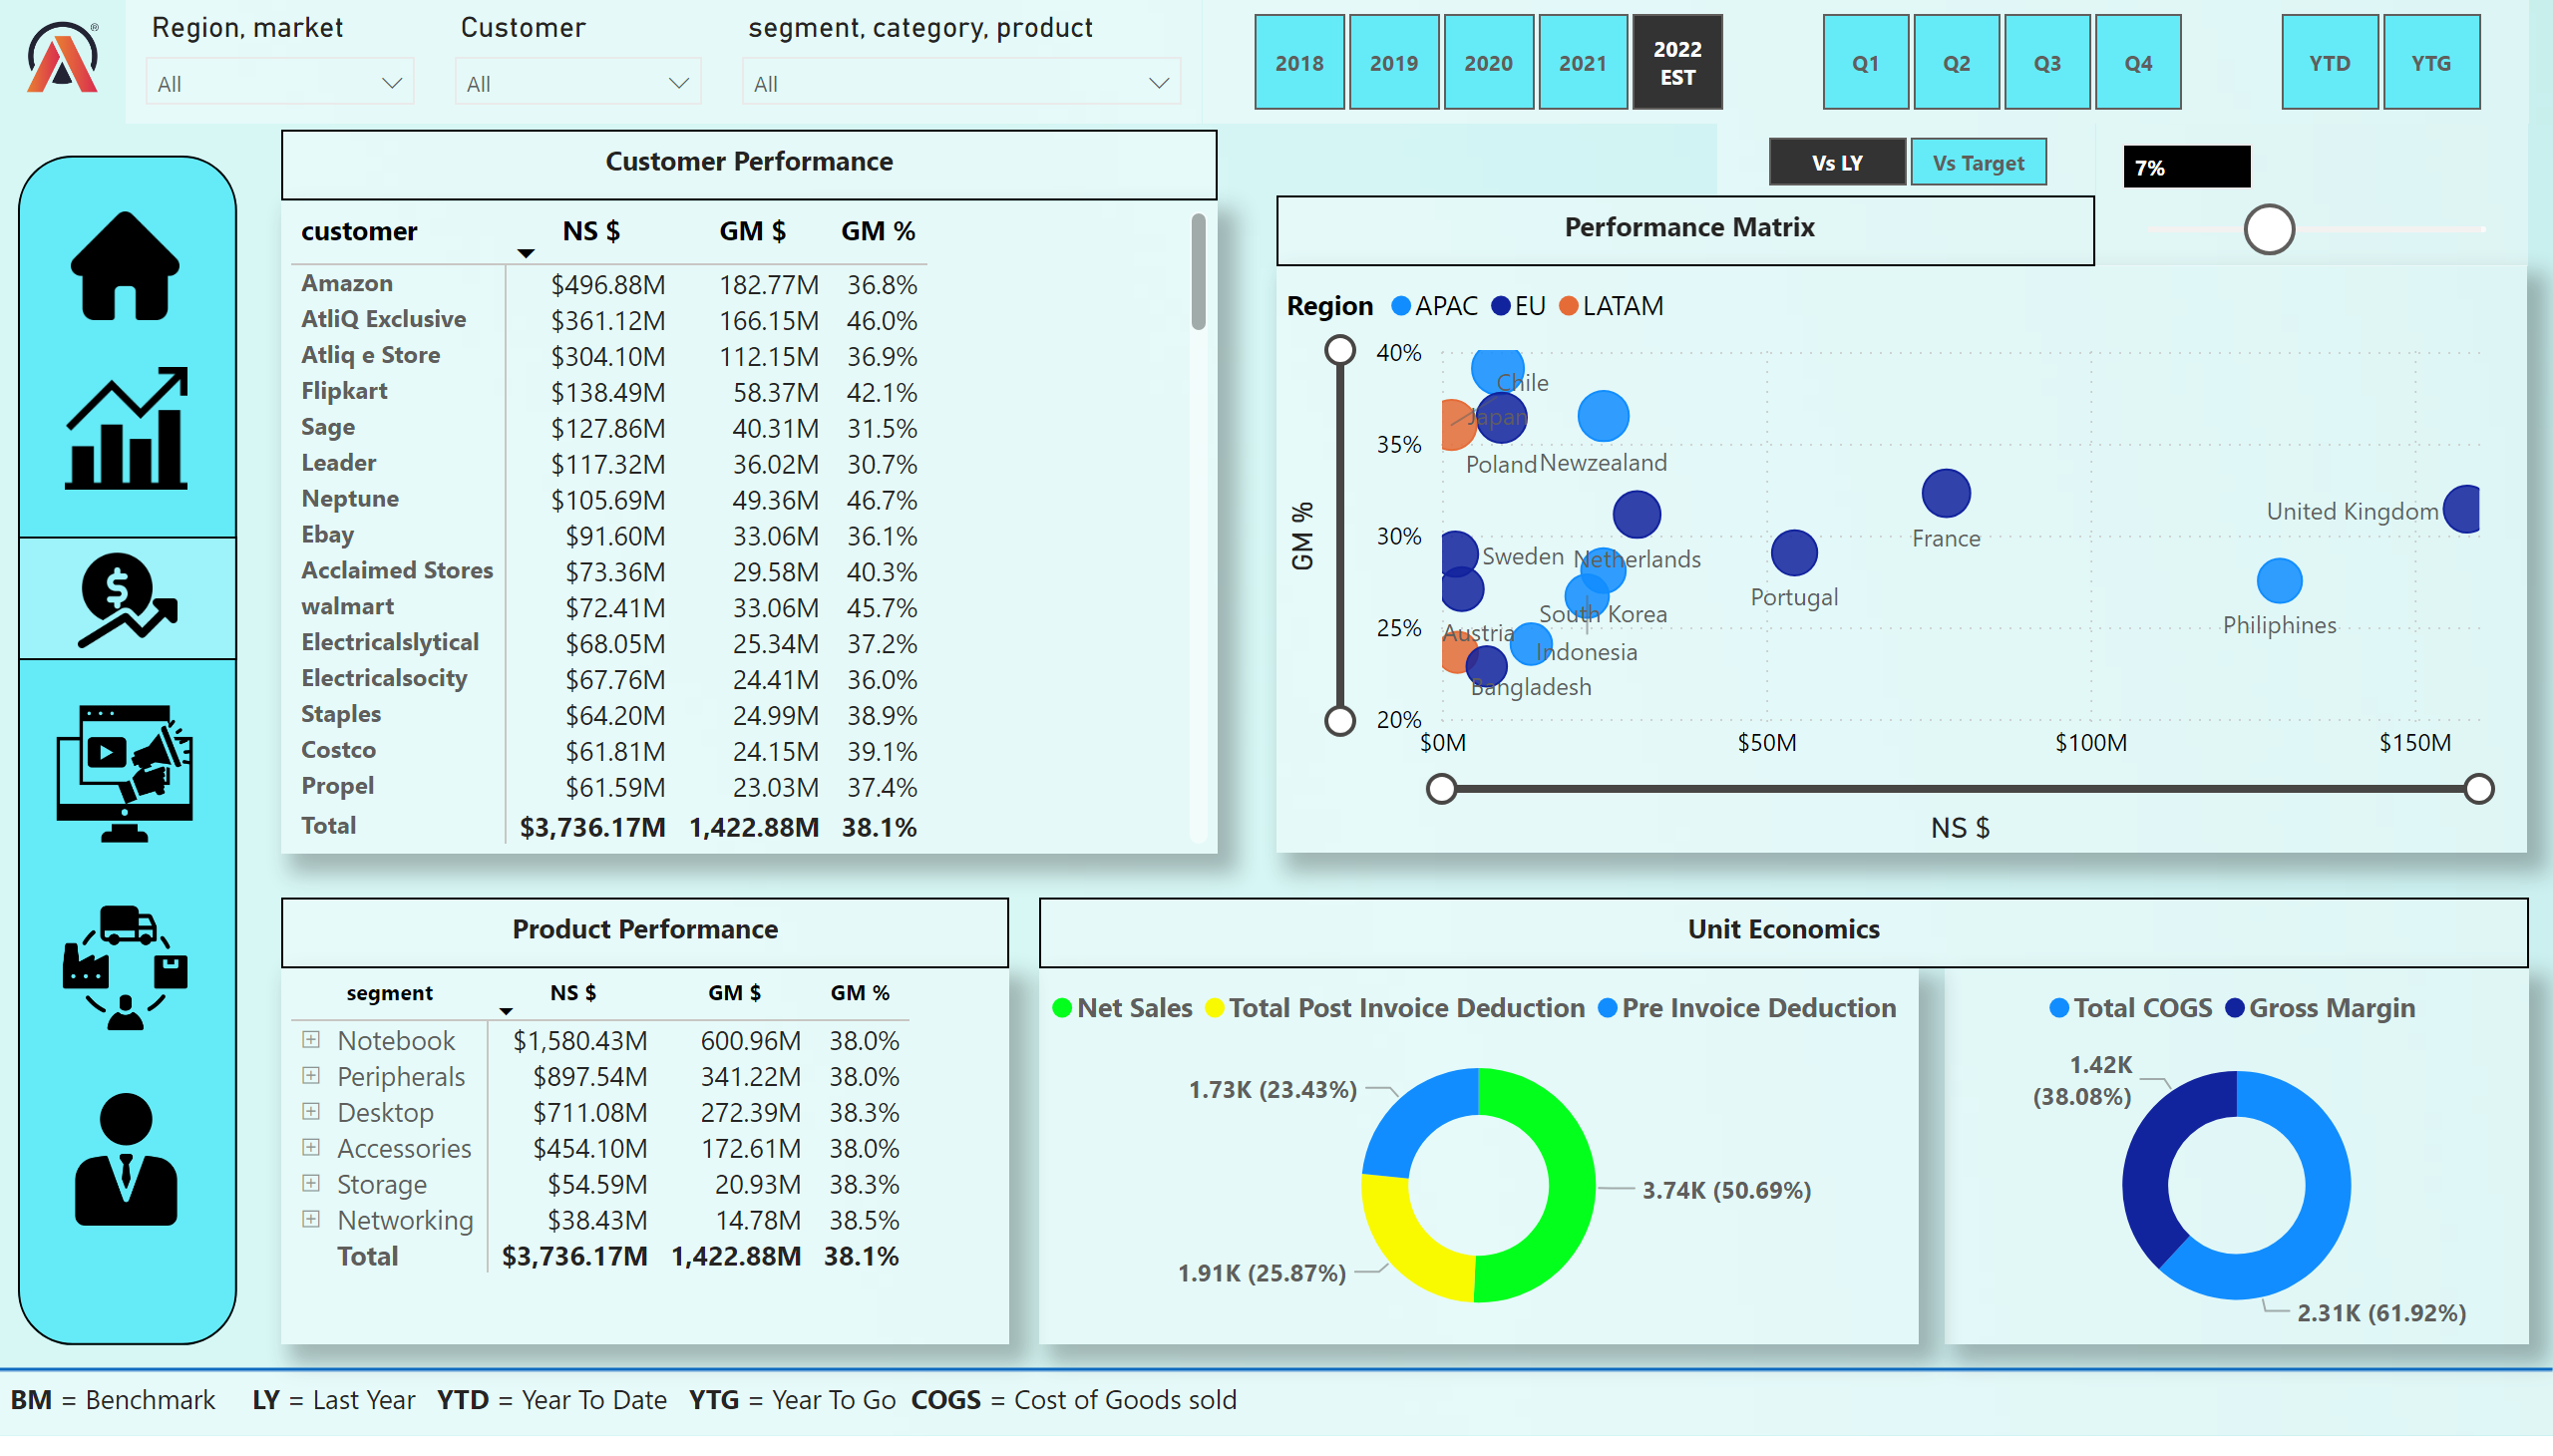 Region, market
Customer
segment, category, product
All
All
All
2018
2019
2020
2021
2022
EST
Q1
Q2
Q3
Q4
YTD
YTG
Vs LY
Vs Target
7%
Customer Performance
customer NS $ GM $ GM %
Amazon $496.88M 182.77M 36.8%
AtliQ Exclusive $361.12M 166.15M 46.0%
Atliq e Store $304.10M 112.15M 36.9%
Flipkart $138.49M 58.37M 42.1%
Sage $127.86M 40.31M 31.5%
Leader $117.32M 36.02M 30.7%
Neptune $105.69M 49.36M 46.7%
Ebay $91.60M 33.06M 36.1%
Acclaimed Stores $73.36M 29.58M 40.3%
walmart $72.41M 33.06M 45.7%
Electricalslytical $68.05M 25.34M 37.2%
Electricalsocity $67.76M 24.41M 36.0%
Staples $64.20M 24.99M 38.9%
Costco $61.81M 24.15M 39.1%
Propel $61.59M 23.03M 37.4%
Total $3,736.17M 1,422.88M 38.1%
Performance Matrix
Region APAC EU LATAM
GM %
40%
35%
30%
25%
20%
Chile
Japan
Poland
Newzealand
United Kingdom
France
Sweden
Netherlands
Portugal
South Korea
Philiphines
Austria
Indonesia
Bangladesh
$0M
$50M
$100M
$150M
NS $
Product Performance
segment NS $ GM $ GM %
Notebook $1,580.43M 600.96M 38.0%
Peripherals $897.54M 341.22M 38.0%
Desktop $711.08M 272.39M 38.3%
Accessories $454.10M 172.61M 38.0%
Storage $54.59M 20.93M 38.3%
Networking $38.43M 14.78M 38.5%
Total $3,736.17M 1,422.88M 38.1%
Unit Economics
Net Sales Total Post Invoice Deduction Pre Invoice Deduction
1.73K (23.43%)
3.74K (50.69%)
1.91K (25.87%)
Total COGS Gross Margin
1.42K
(38.08%)
2.31K (61.92%)
BM = Benchmark LY = Last Year YTD = Year To Date YTG = Year To Go COGS = Cost of Goods sold